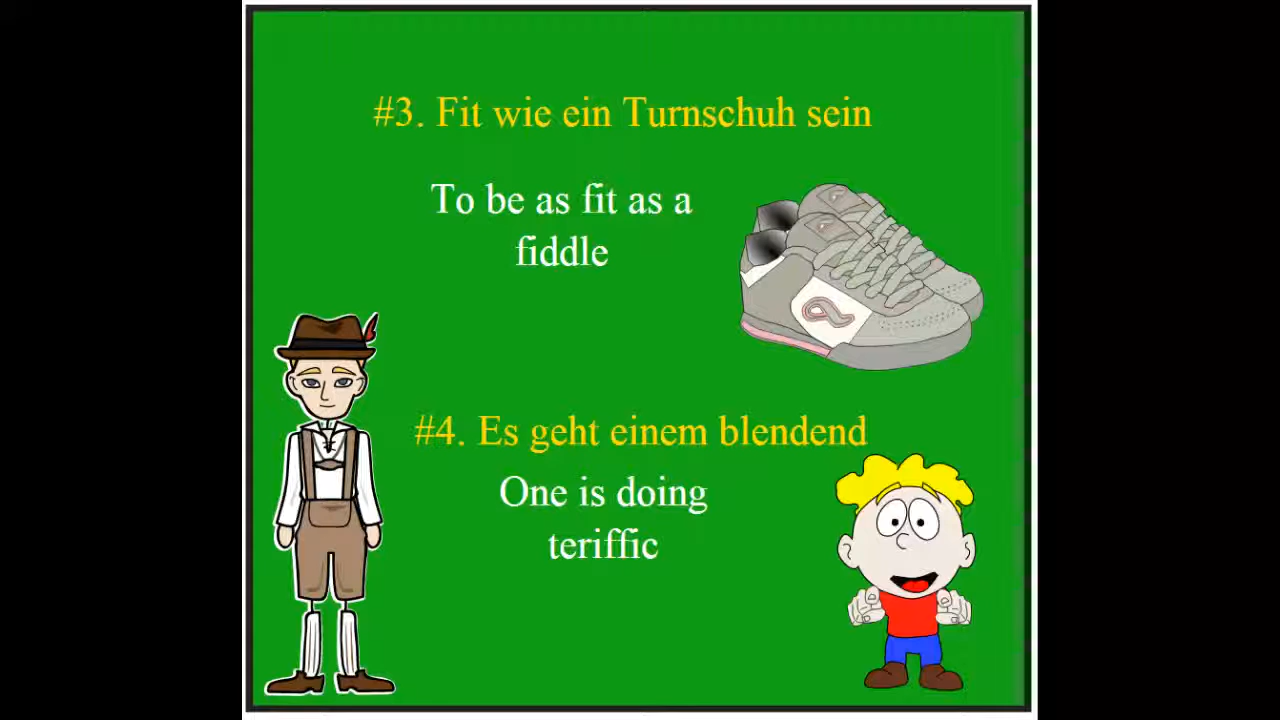 #3. Fit wie ein Turnschuh sein
To be as fit as a
fiddle
#4. Es geht einem blendend
One is doing
teriffic